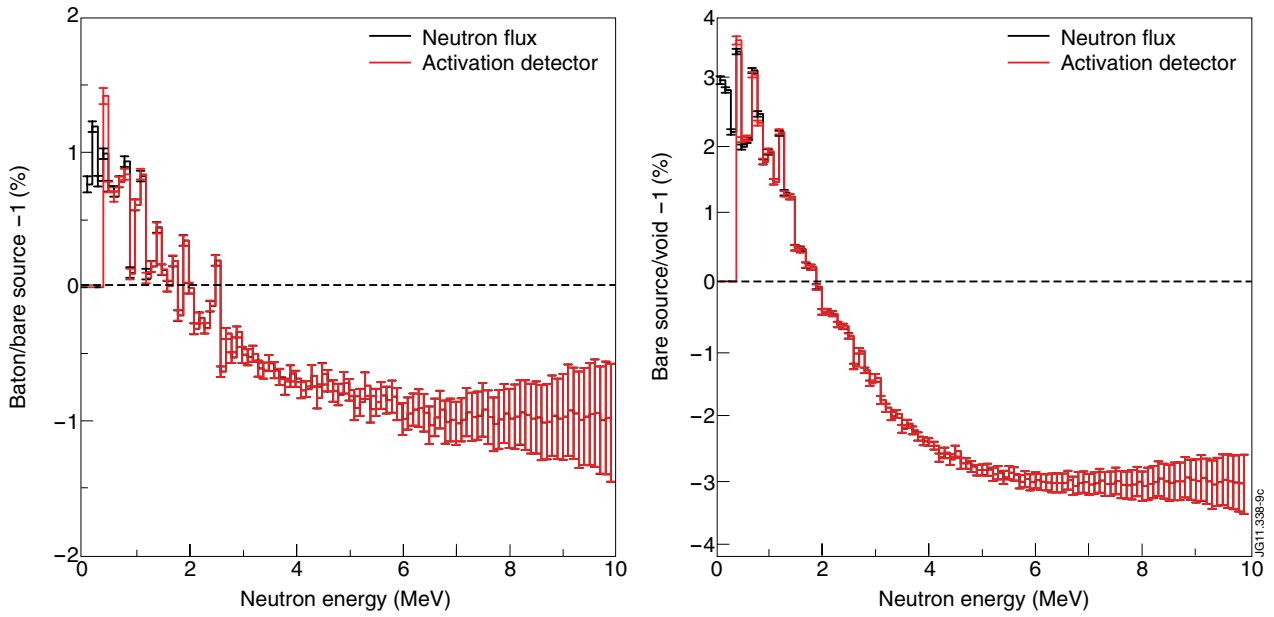 2
1
0
−1
−2
0
2
4
6
8
10
Baton/bare source −1 (%)
Neutron energy (MeV)
Neutron flux
Activation detector
4
3
2
1
0
−1
−2
−3
−4
0
2
4
6
8
10
Bare source/void −1 (%)
Neutron energy (MeV)
Neutron flux
Activation detector
JG11.338-9c